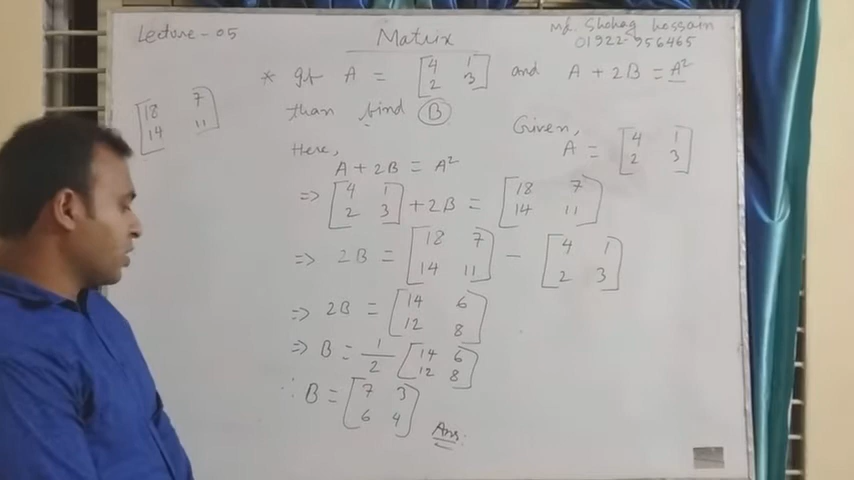 Lecture - 05
Matrix
Md. Shohag Hossain
01922-956465
* If A = [4 1
2 3] and A + 2B = A²
than find B
[18 7
14 11]
Given,
A = [4 1
2 3]
Here,
A + 2B = A²
⇒ [4 1
2 3] + 2B = [18 7
14 11]
⇒ 2B = [18 7
14 11] - [4 1
2 3]
⇒ 2B = [14 6
12 8]
⇒ B = 1/2 [14 6
12 8]
∴ B = [7 3
6 4]
Ans: